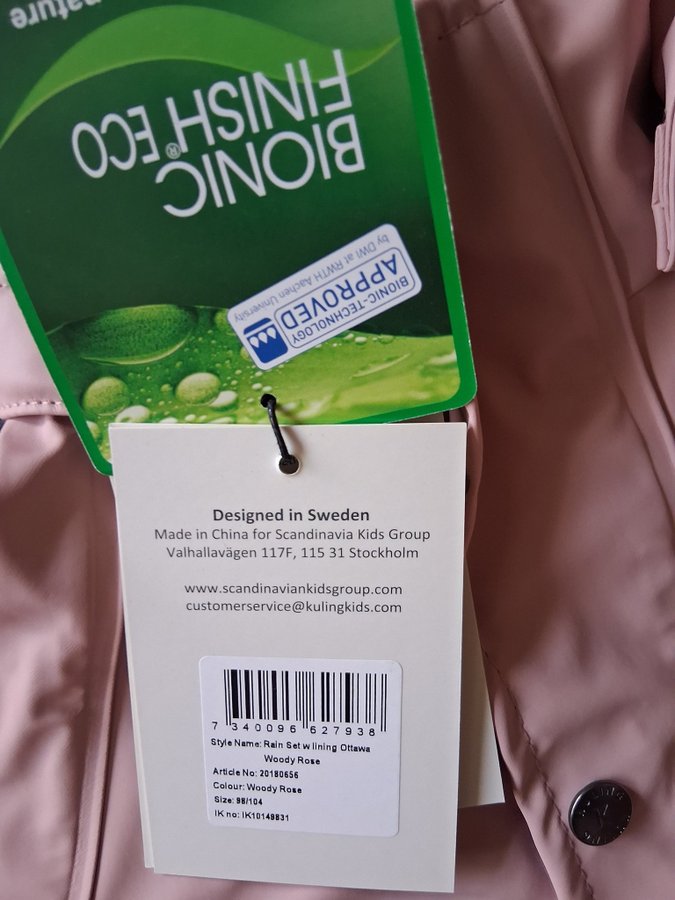 nature
BIONIC
FINISH® ECO
BIONIC-TECHNOLOGY
APPROVED
by DWI at RWTH Aachen University
Designed in Sweden
Made in China for Scandinavia Kids Group
Valhallavägen 117F, 115 31 Stockholm
www.scandinaviankidsgroup.com
customerservice@kulingkids.com
7 340096 627938
Style Name: Rain Set w lining Ottawa
Woody Rose
Article No: 20180656
Colour: Woody Rose
Size: 98/104
IK no: IK10149831